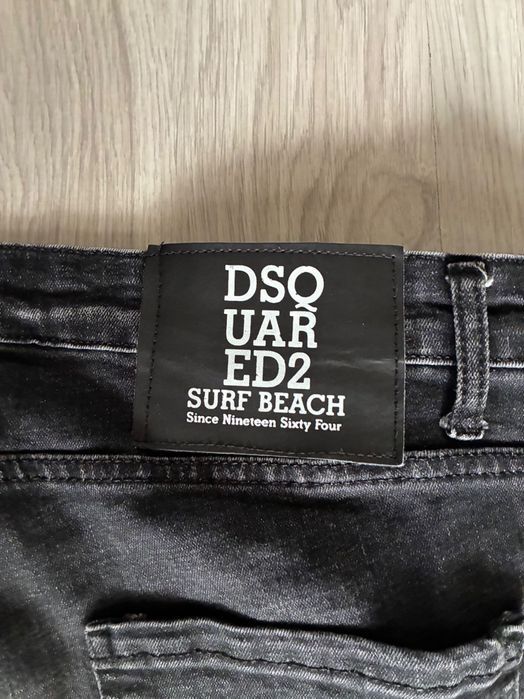 DSQ
UAR
ED2
SURF BEACH
Since Nineteen Sixty Four